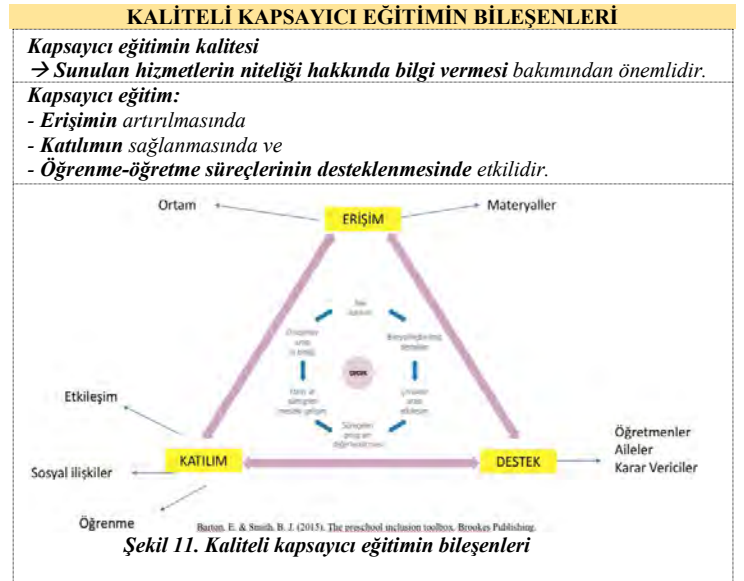 KALİTELİ KAPSAYICI EĞİTİMİN BİLEŞENLERİ
Kapsayıcı eğitimin kalitesi
→ Sunulan hizmetlerin niteliği hakkında bilgi vermesi bakımından önemlidir.
Kapsayıcı eğitim:
- Erişimin artırılmasında
- Katılımın sağlanmasında ve
- Öğrenme-öğretme süreçlerinin desteklenmesinde etkilidir.
Ortam
ERİŞİM
Materyaller
Etkileşim
KATILIM
Sosyal ilişkiler
Öğrenme
DESTEK
Öğretmenler
Aileler
Karar Vericiler
Barton, E. & Smith, B. J. (2015). The preschool inclusion toolbox. Brookes Publishing.
Şekil 11. Kaliteli kapsayıcı eğitimin bileşenleri